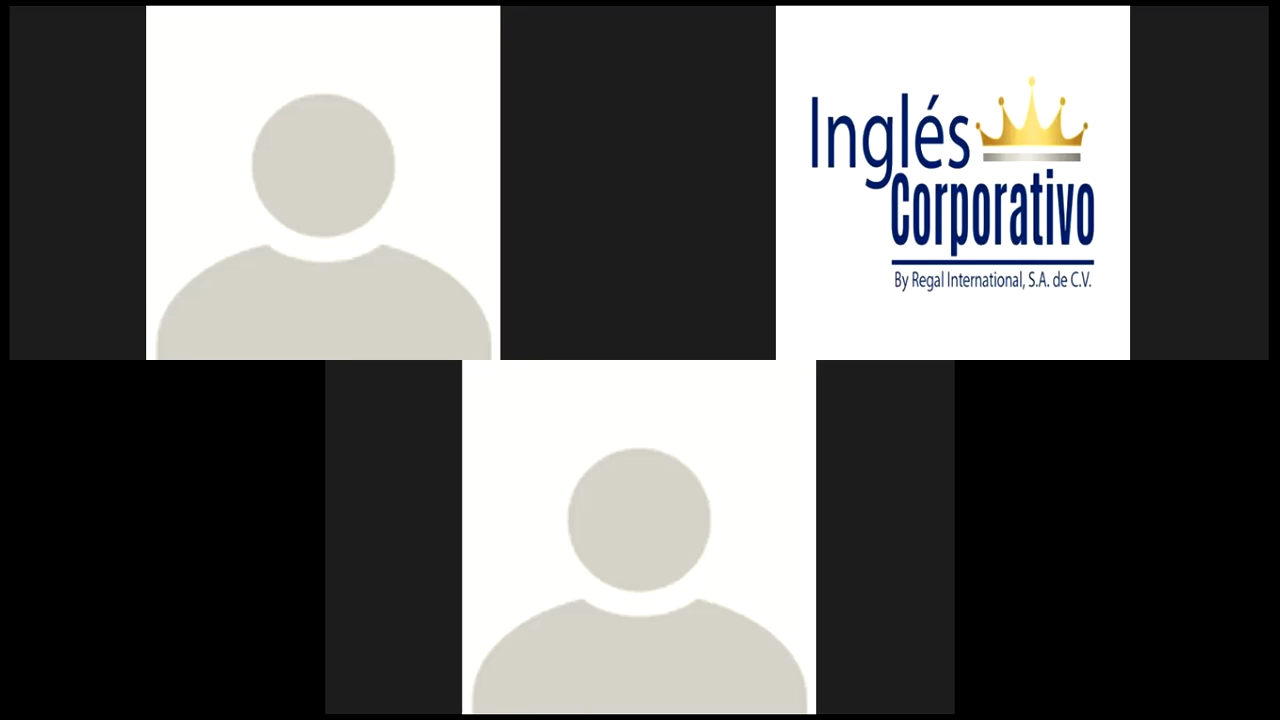 Inglés
Corporativo
By Regal International, S.A. de C.V.